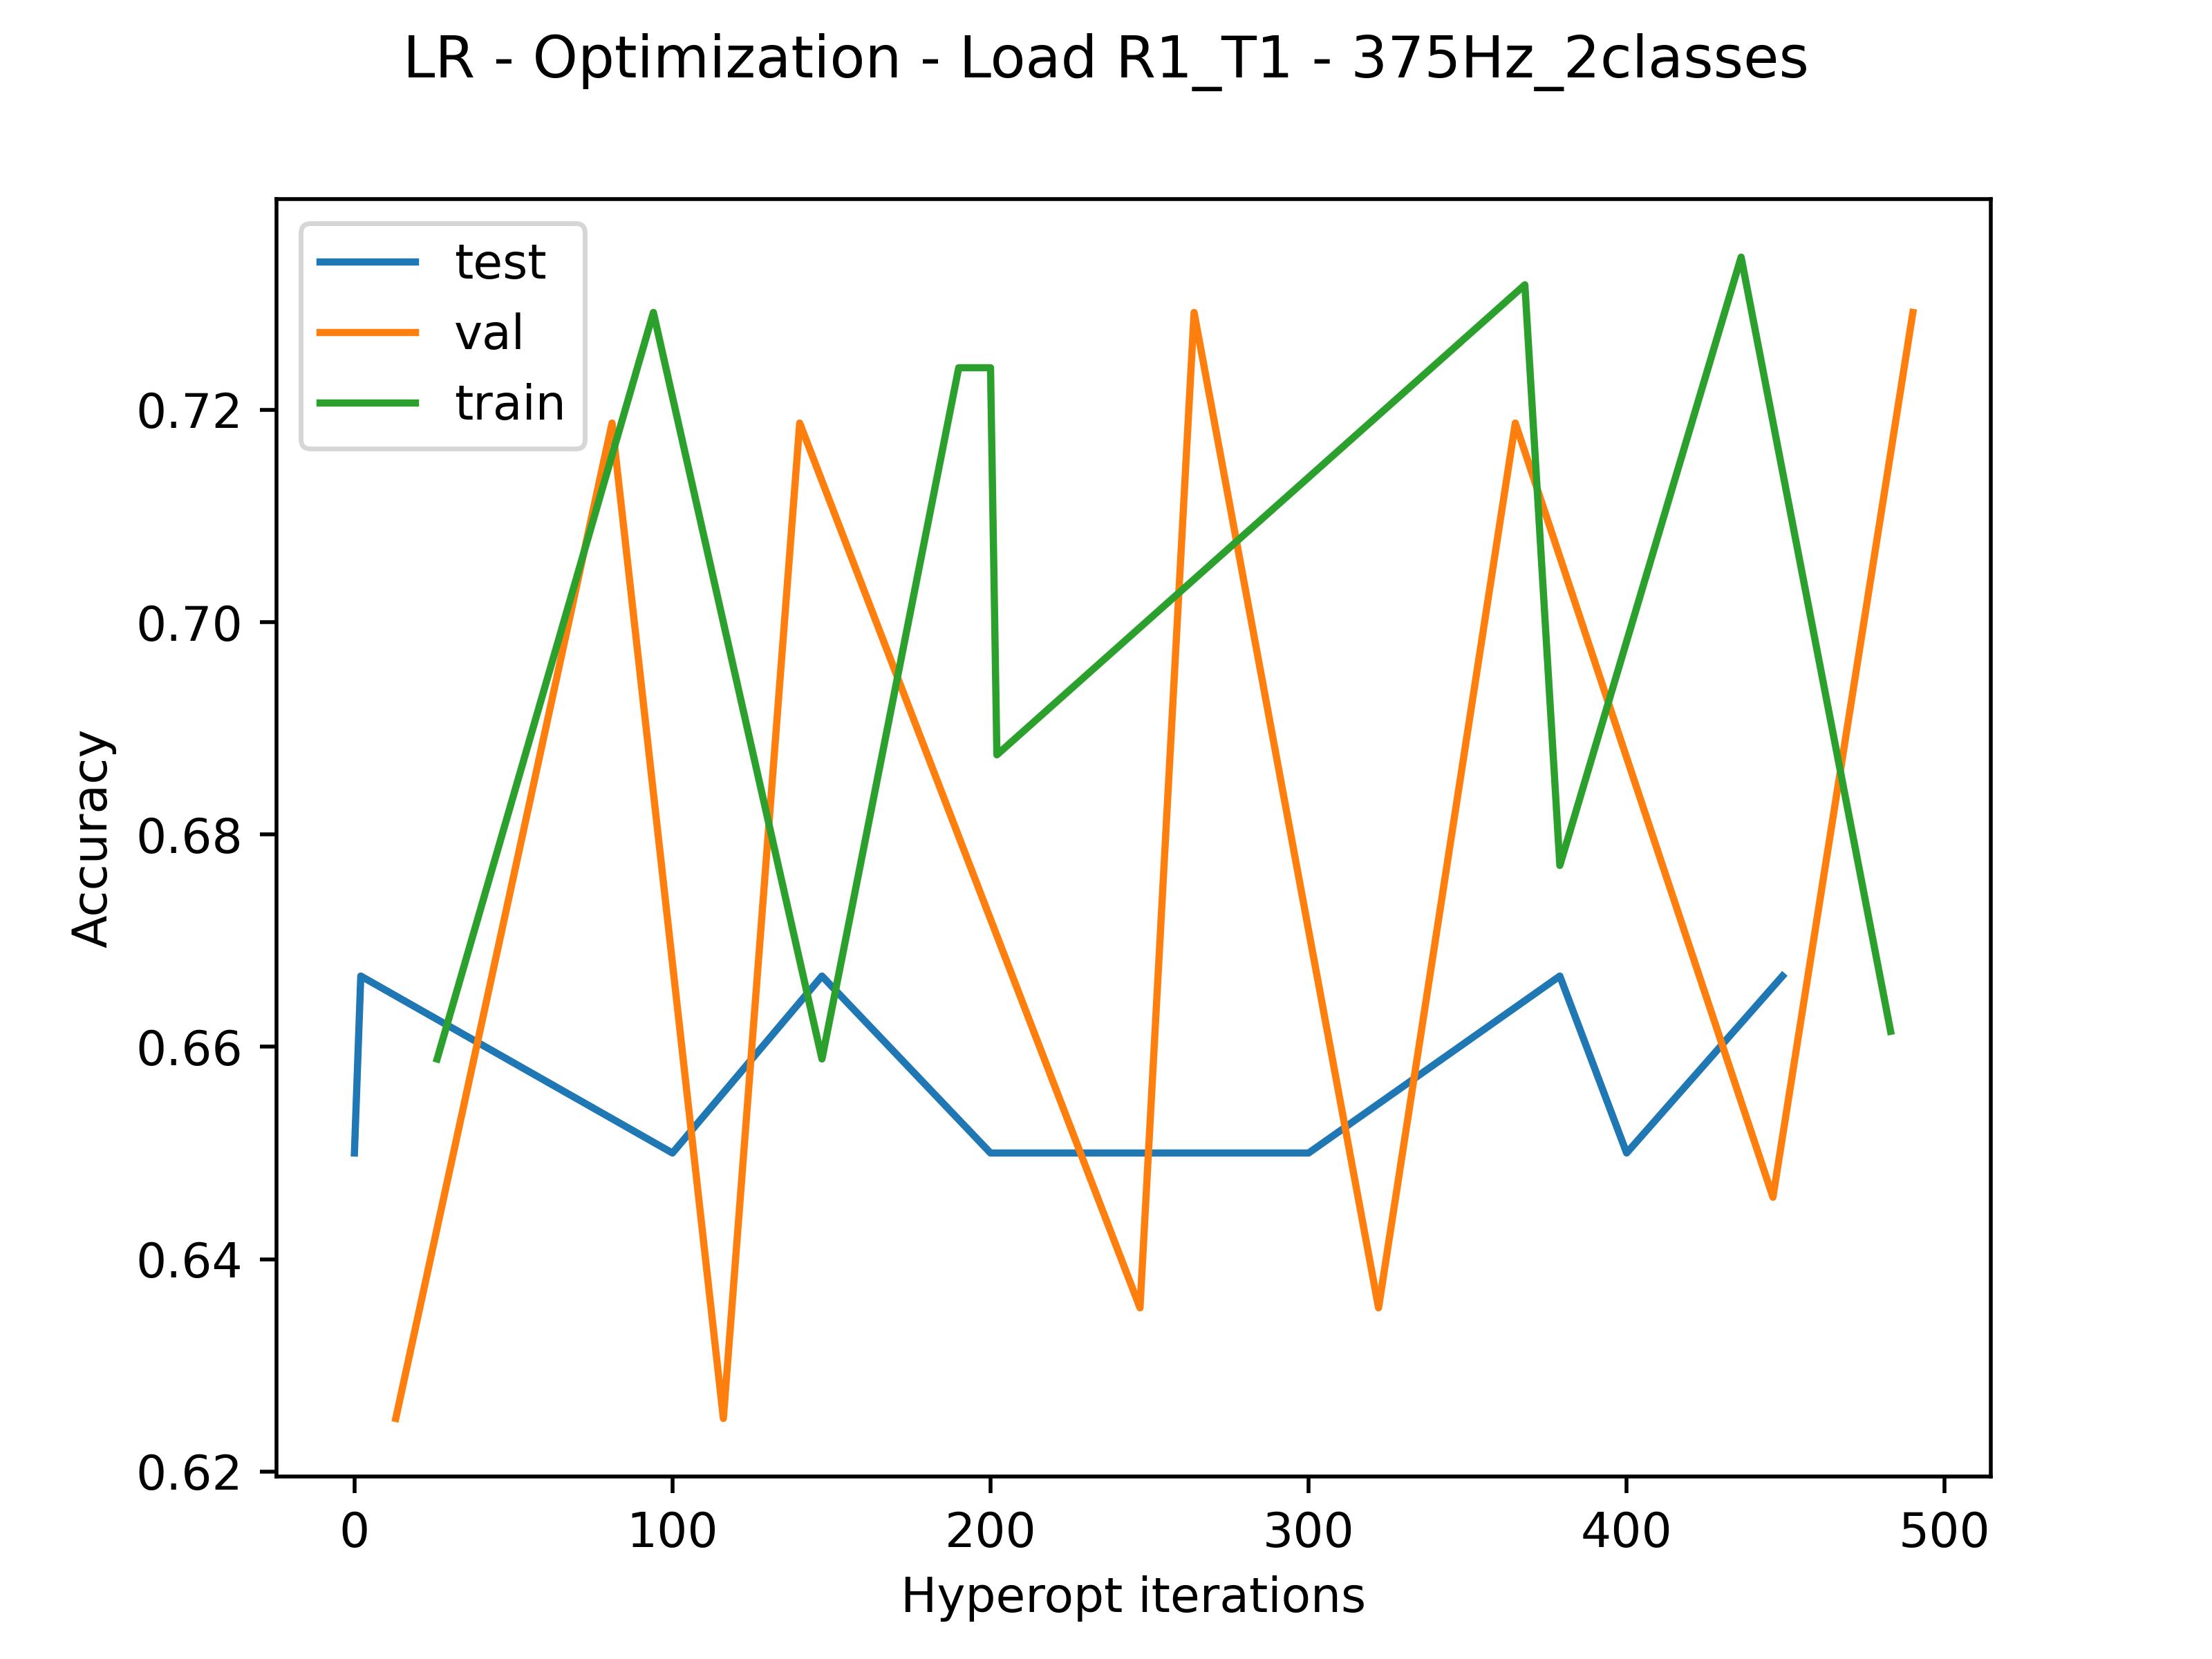 LR - Optimization - Load R1_T1 - 375Hz_2classes
test
val
train
0.72
0.70
0.68
0.66
0.64
0.62
Accuracy
0 100 200 300 400 500
Hyperopt iterations